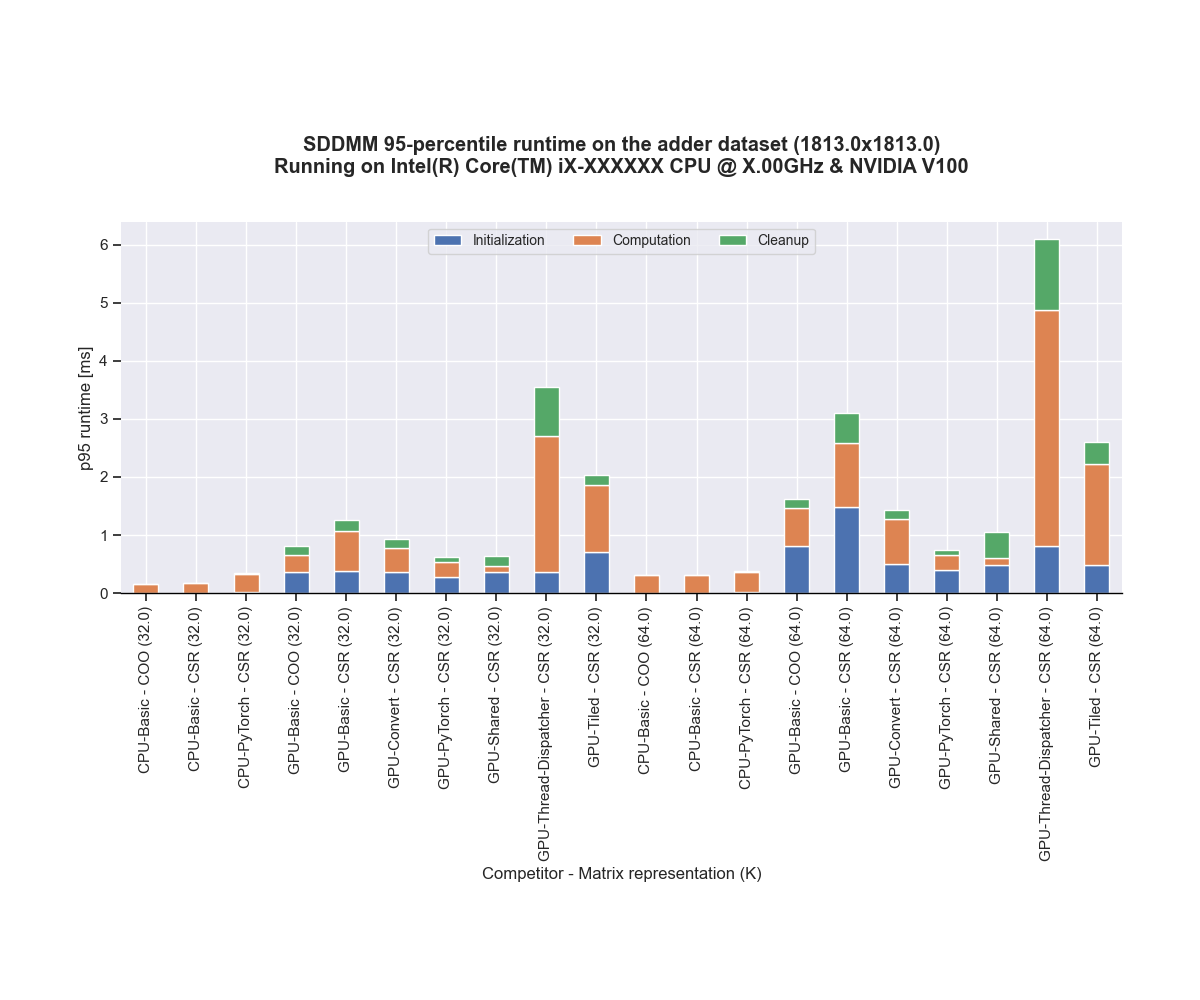 SDDMM 95-percentile runtime on the adder dataset (1813.0x1813.0)
Running on Intel(R) Core(TM) iX-XXXXXX CPU @ X.00GHz & NVIDIA V100
Initialization
Computation
Cleanup
p95 runtime [ms]
6
5
4
3
2
1
0
CPU-Basic - COO (32.0)
CPU-Basic - CSR (32.0)
CPU-PyTorch - CSR (32.0)
GPU-Basic - COO (32.0)
GPU-Basic - CSR (32.0)
GPU-Convert - CSR (32.0)
GPU-PyTorch - CSR (32.0)
GPU-Shared - CSR (32.0)
GPU-Thread-Dispatcher - CSR (32.0)
GPU-Tiled - CSR (32.0)
CPU-Basic - COO (64.0)
CPU-Basic - CSR (64.0)
CPU-PyTorch - CSR (64.0)
GPU-Basic - COO (64.0)
GPU-Basic - CSR (64.0)
GPU-Convert - CSR (64.0)
GPU-PyTorch - CSR (64.0)
GPU-Shared - CSR (64.0)
GPU-Thread-Dispatcher - CSR (64.0)
GPU-Tiled - CSR (64.0)
Competitor - Matrix representation (K)